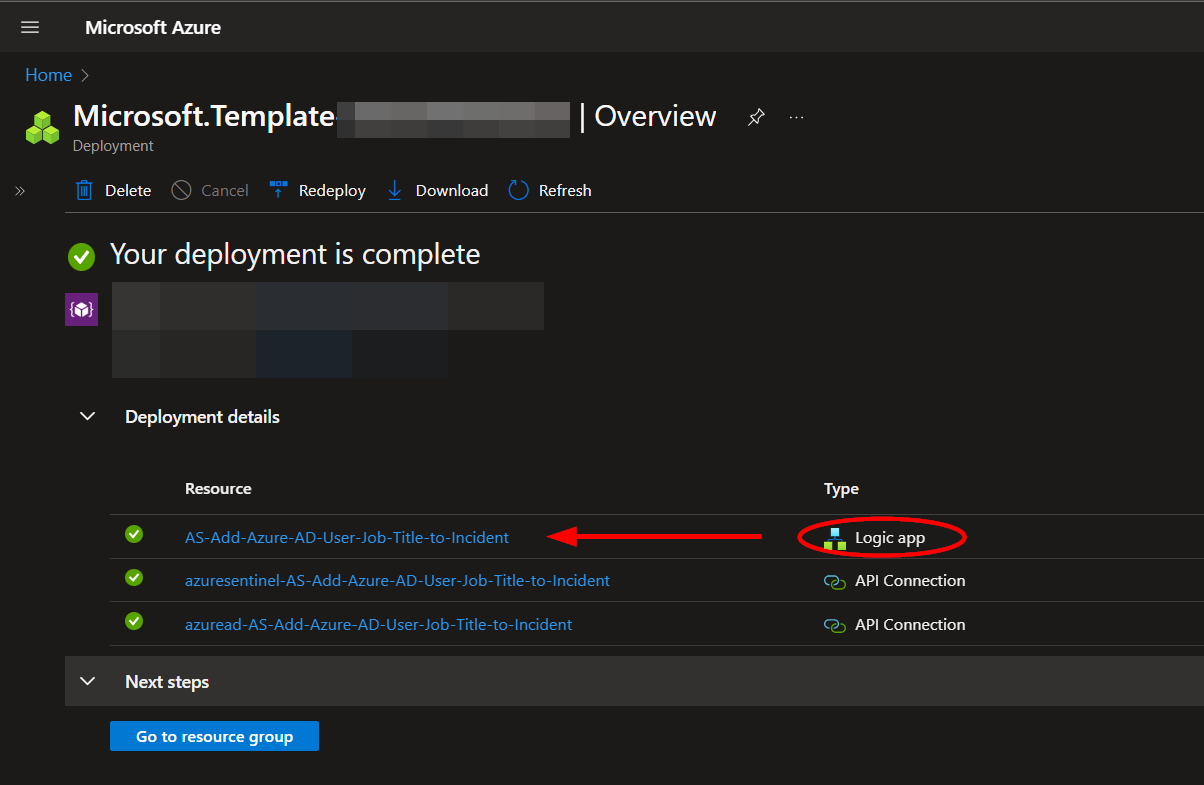 Microsoft Azure
Home
Microsoft.Template- | Overview
Deployment
Delete Cancel Redeploy Download Refresh
Your deployment is complete
Deployment details
Resource Type
AS-Add-Azure-AD-User-Job-Title-to-Incident Logic app
azuresentinel-AS-Add-Azure-AD-User-Job-Title-to-Incident API Connection
azuread-AS-Add-Azure-AD-User-Job-Title-to-Incident API Connection
Next steps
Go to resource group